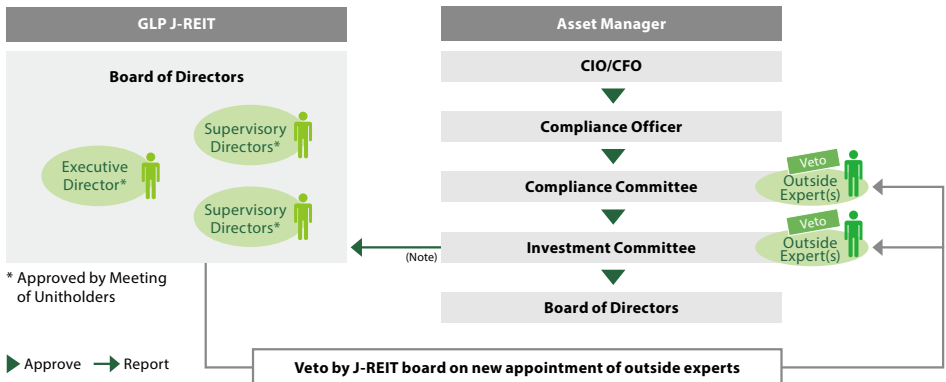 GLP J-REIT
Board of Directors
Supervisory
Directors*
Executive
Director*
Supervisory
Directors*
* Approved by Meeting
of Unitholders
Approve
Report
Asset Manager
CIO/CFO
Compliance Officer
Compliance Committee
Veto
Outside
Expert(s)
Investment Committee
Veto
Outside
Expert(s)
(Note)
Board of Directors
Veto by J-REIT board on new appointment of outside experts